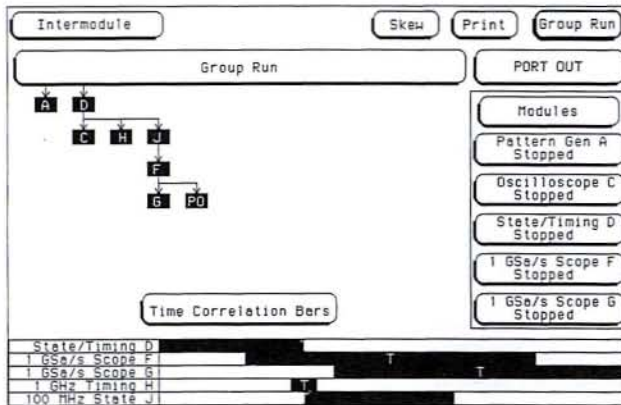 Intermodule
Skew
Print
Group Run
Group Run
PORT OUT
A
D
C
H
J
F
G
PO
Modules
Pattern Gen A
Stopped
Oscilloscope C
Stopped
State/Timing D
Stopped
1 GSa/s Scope F
Stopped
1 GSa/s Scope G
Stopped
Time Correlation Bars
State/Timing D
1 GSa/s Scope F
T
1 GSa/s Scope G
T
1 GHz Timing H
T
100 MHz State J